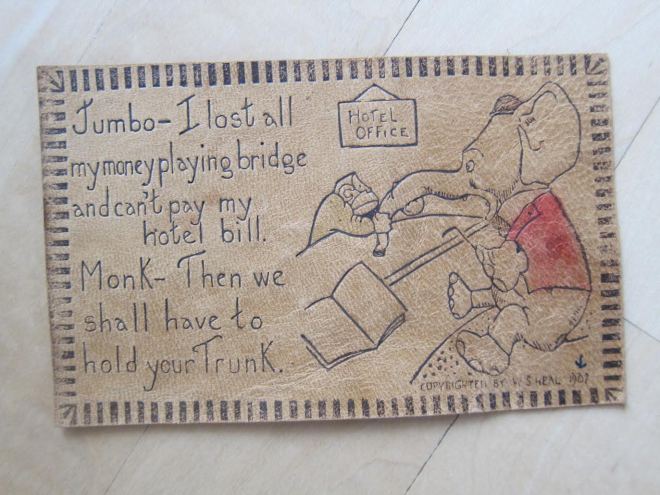 Jumbo- I lost all
my money playing bridge
and can't pay my
hotel bill.
Monk- Then we
shall have to
hold your Trunk.
HOTEL
OFFICE
COPYRIGHTED BY W S HEAL 1907